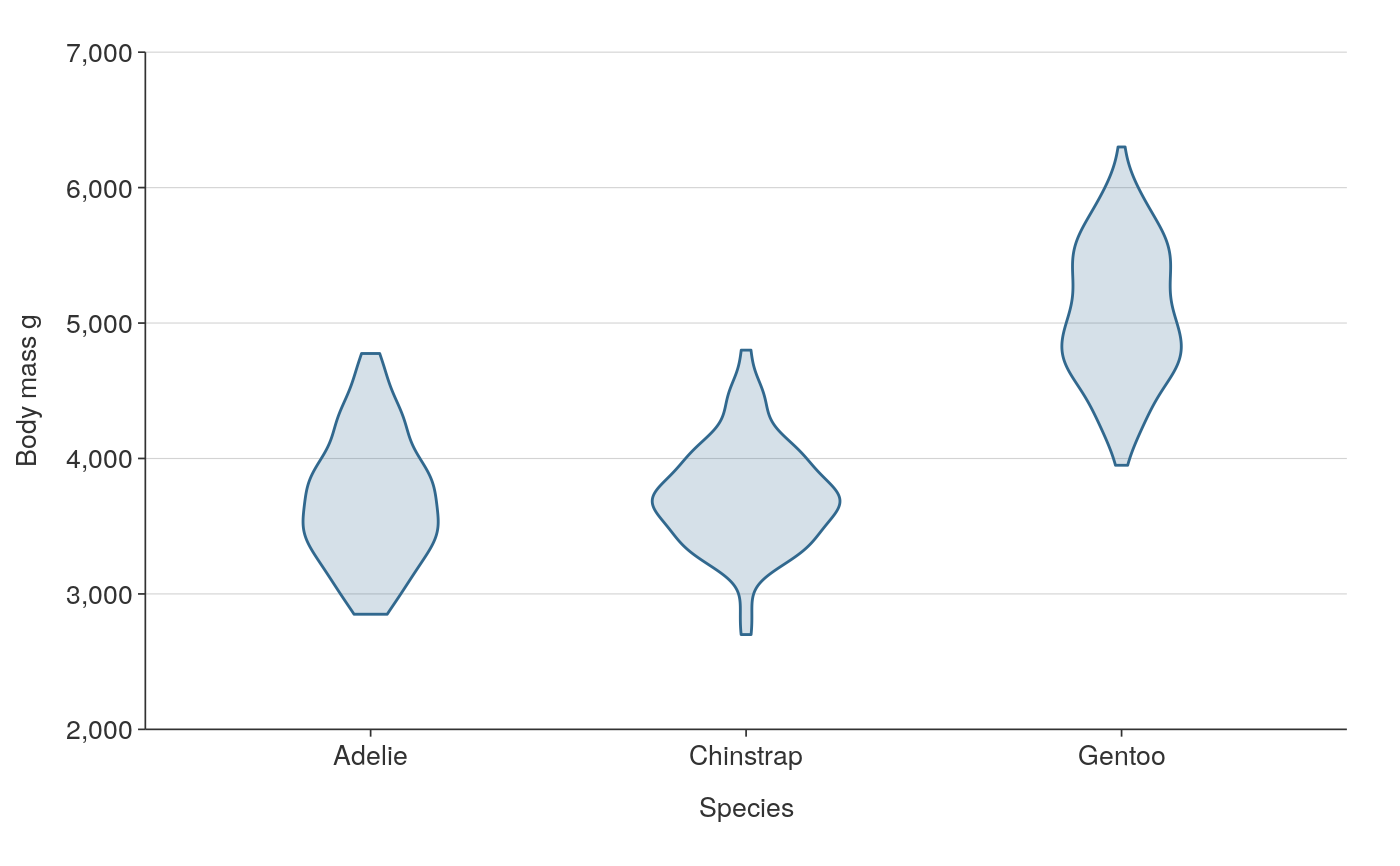 7,000
6,000
5,000
4,000
3,000
2,000
Body mass g
Adelie
Chinstrap
Gentoo
Species